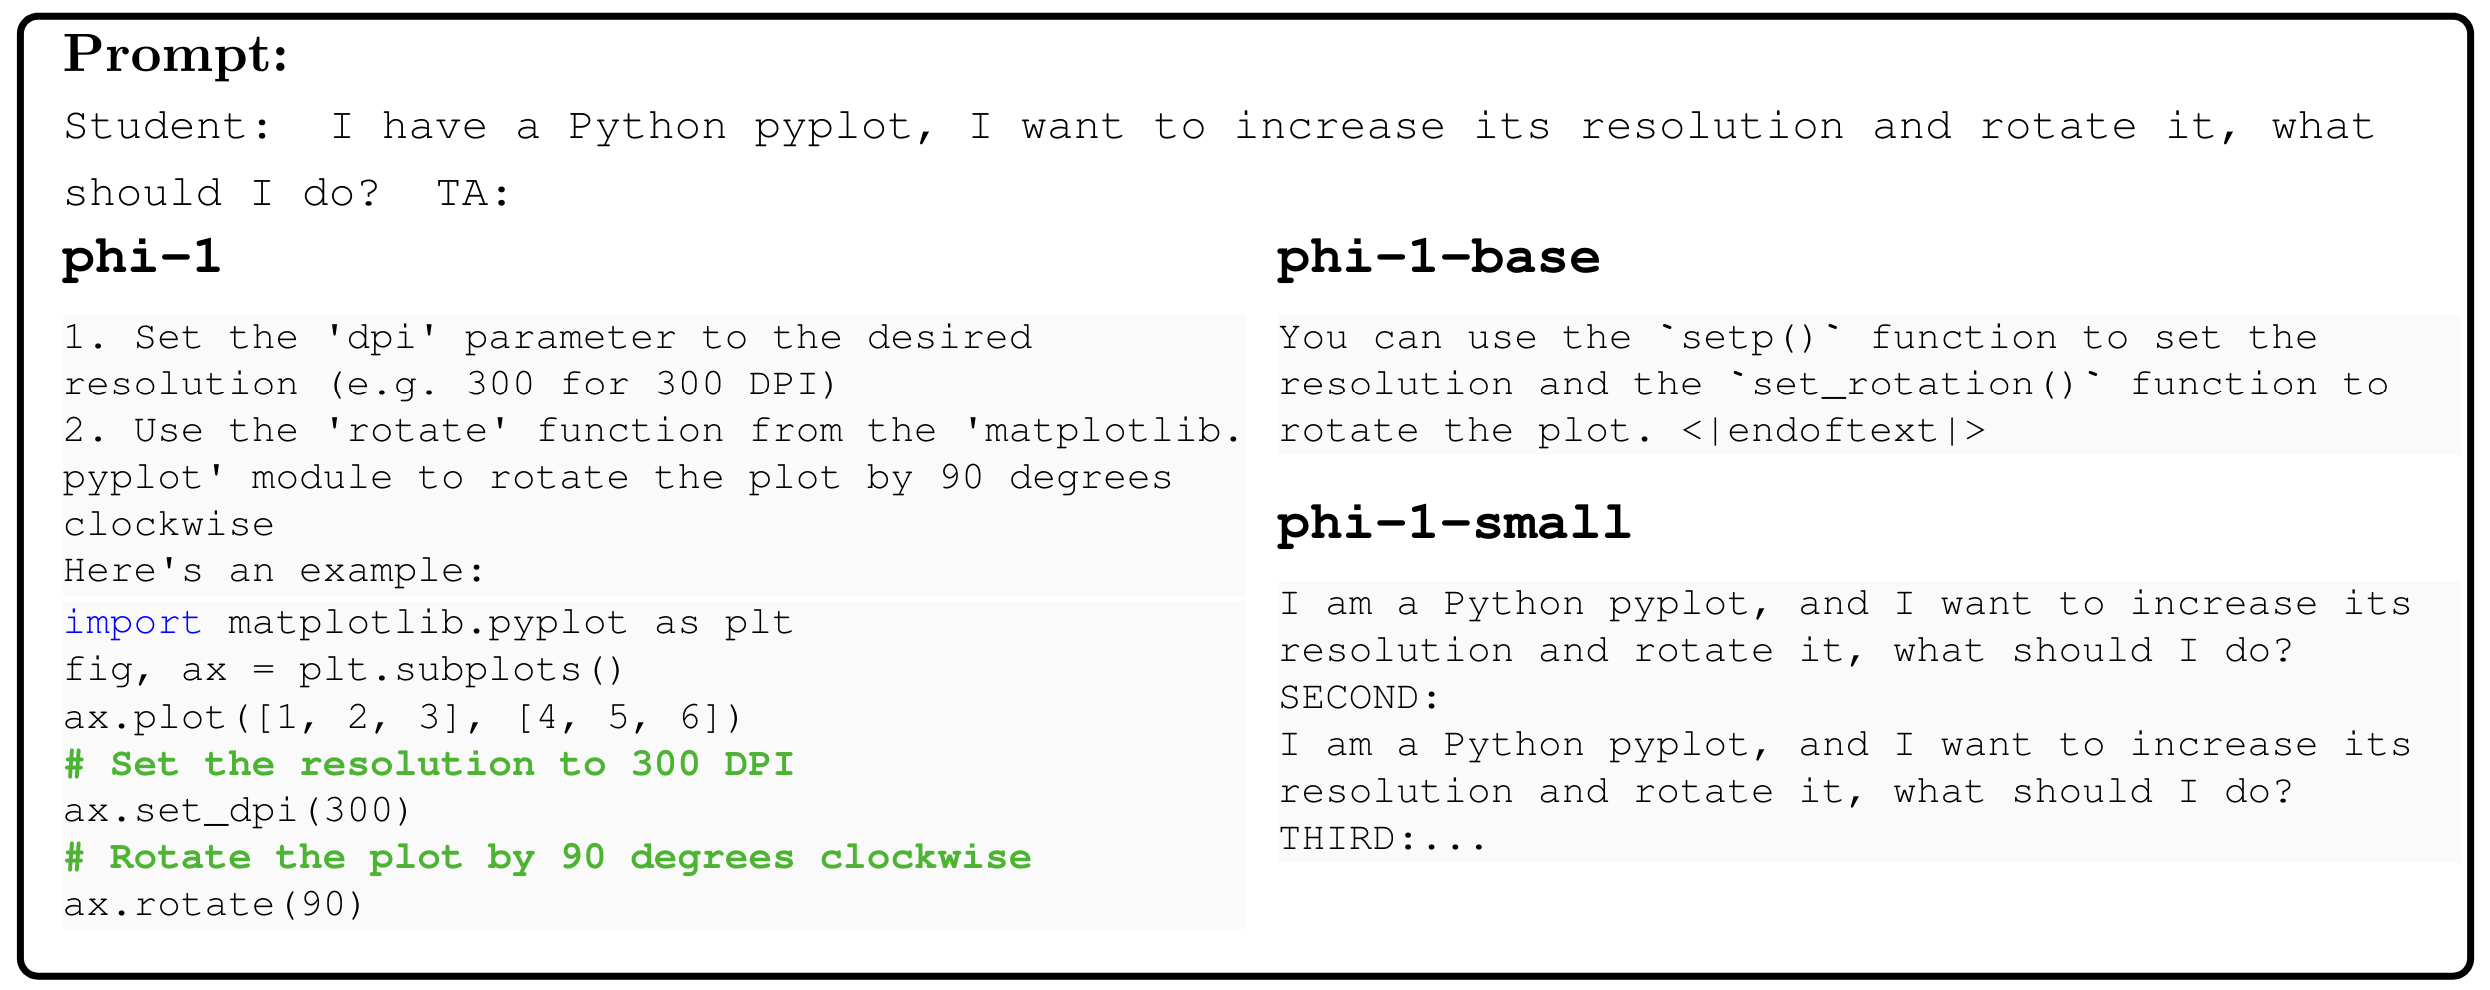 Prompt:
Student:  I have a Python pyplot, I want to increase its resolution and rotate it, what
should I do?  TA:
phi-1
1. Set the 'dpi' parameter to the desired
resolution (e.g. 300 for 300 DPI)
2. Use the 'rotate' function from the 'matplotlib.
pyplot' module to rotate the plot by 90 degrees
clockwise
Here's an example:
import matplotlib.pyplot as plt
fig, ax = plt.subplots()
ax.plot([1, 2, 3], [4, 5, 6])
# Set the resolution to 300 DPI
ax.set_dpi(300)
# Rotate the plot by 90 degrees clockwise
ax.rotate(90)
phi-1-base
You can use the `setp()` function to set the
resolution and the `set_rotation()` function to
rotate the plot. <|endoftext|>
phi-1-small
I am a Python pyplot, and I want to increase its
resolution and rotate it, what should I do?
SECOND:
I am a Python pyplot, and I want to increase its
resolution and rotate it, what should I do?
THIRD:...